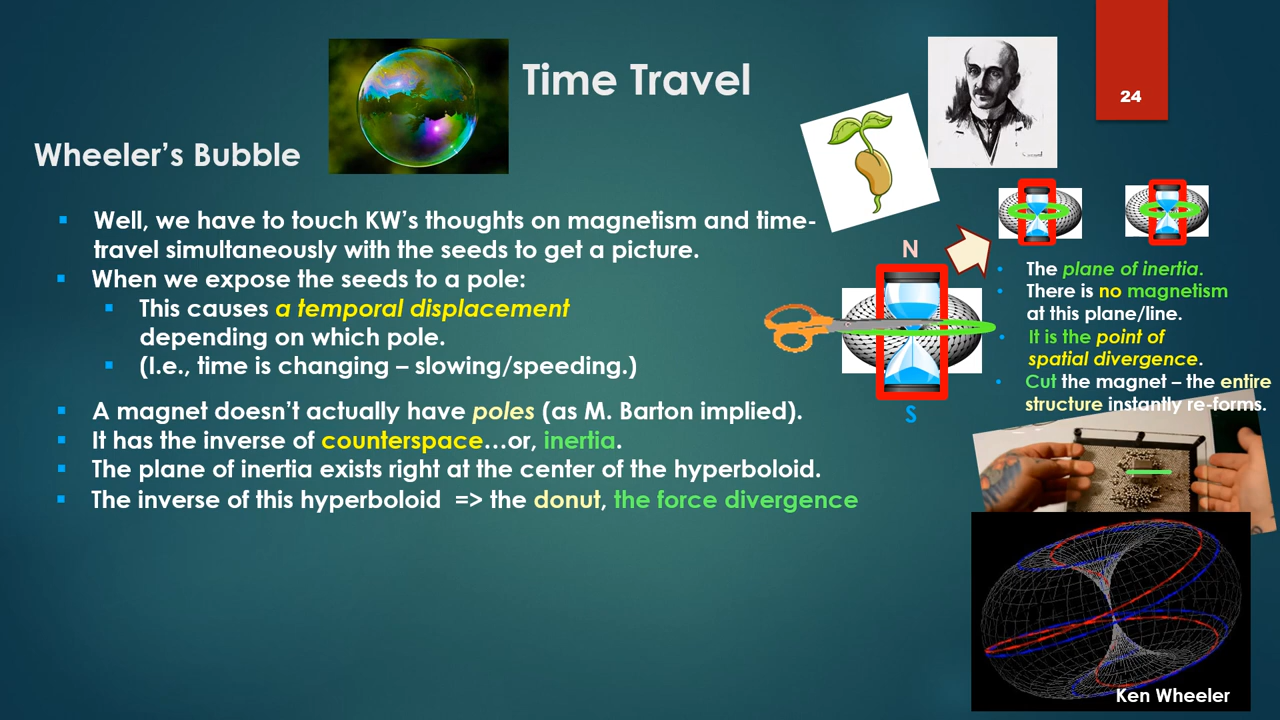 Time Travel
24
Wheeler's Bubble
Well, we have to touch KW's thoughts on magnetism and time-
travel simultaneously with the seeds to get a picture.
When we expose the seeds to a pole:
This causes a temporal displacement
depending on which pole.
(I.e., time is changing – slowing/speeding.)
A magnet doesn't actually have poles (as M. Barton implied).
It has the inverse of counterspace…or, inertia.
The plane of inertia exists right at the center of the hyperboloid.
The inverse of this hyperboloid => the donut, the force divergence
N
S
The plane of inertia.
There is no magnetism
at this plane/line.
It is the point of
spatial divergence.
Cut the magnet – the entire
structure instantly re-forms.
Ken Wheeler